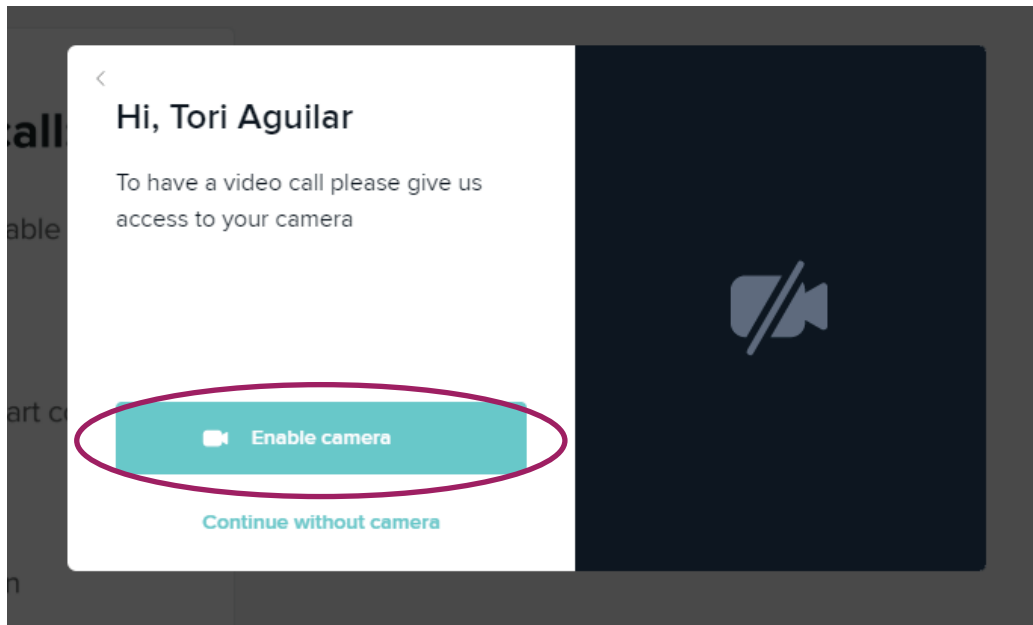 Hi, Tori Aguilar
To have a video call please give us
access to your camera
Enable camera
Continue without camera
able